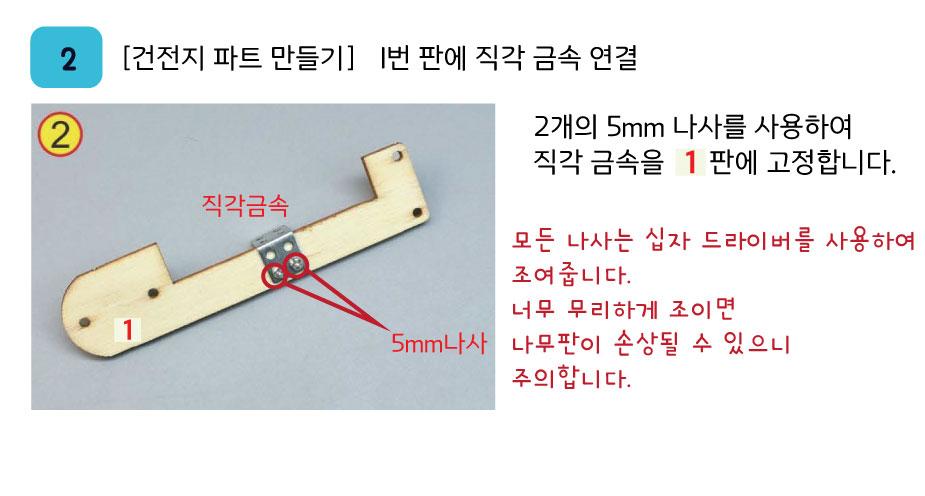 2 [건전지 파트 만들기] 1번 판에 직각 금속 연결
2
직각금속
1
5mm나사
2개의 5mm 나사를 사용하여
직각 금속을 1 판에 고정합니다.
모든 나사는 십자 드라이버를 사용하여
조여줍니다.
너무 무리하게 조이면
나무판이 손상될 수 있으니
주의합니다.